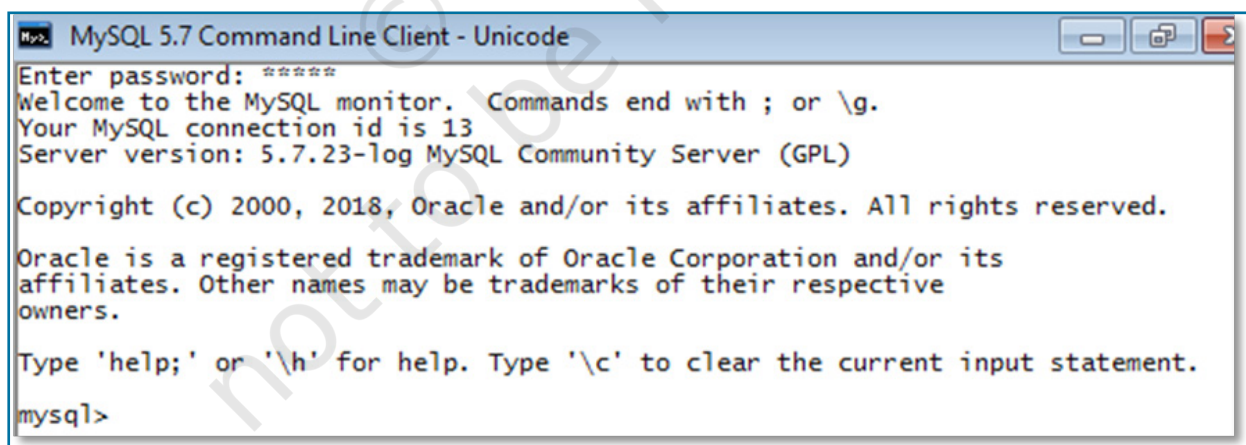 MySQL 5.7 Command Line Client - Unicode
Enter password: *****
Welcome to the MySQL monitor.  Commands end with ; or \g.
Your MySQL connection id is 13
Server version: 5.7.23-log MySQL Community Server (GPL)
Copyright (c) 2000, 2018, Oracle and/or its affiliates. All rights reserved.
Oracle is a registered trademark of Oracle Corporation and/or its
affiliates. Other names may be trademarks of their respective
owners.
Type 'help;' or '\h' for help. Type '\c' to clear the current input statement.
mysql>
©
not to be